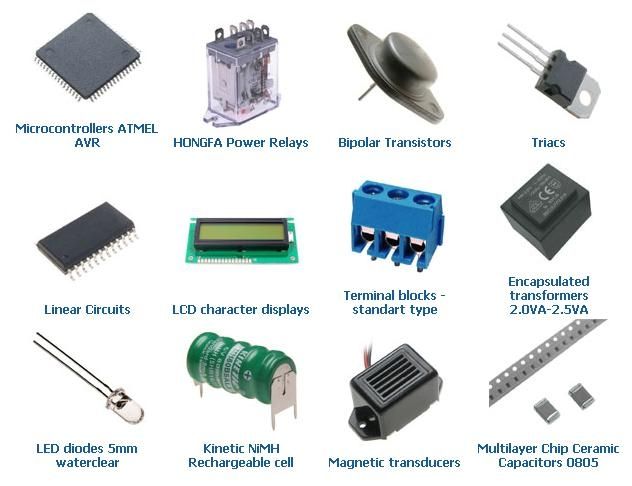 Microcontrollers ATMEL
AVR
HONGFA Power Relays
Bipolar Transistors
Triacs
Linear Circuits
LCD character displays
Terminal blocks -
standart type
Encapsulated
transformers
2.0VA-2.5VA
LED diodes 5mm
waterclear
Kinetic NiMH
Rechargeable cell
Magnetic transducers
Multilayer Chip Ceramic
Capacitors 0805